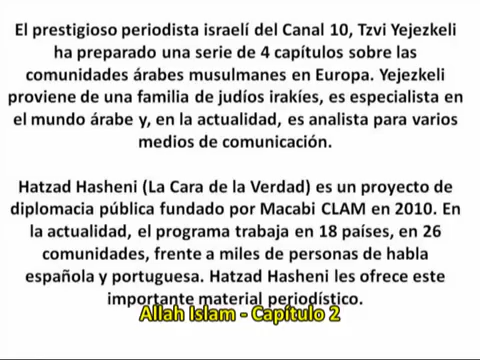 El prestigioso periodista israelí del Canal 10, Tzvi Yejezkeli
ha preparado una serie de 4 capítulos sobre las
comunidades árabes musulmanes en Europa. Yejezkeli
proviene de una familia de judíos irakíes, es especialista en
el mundo árabe y, en la actualidad, es analista para varios
medios de comunicación.
Hatzad Hasheni (La Cara de la Verdad) es un proyecto de
diplomacia pública fundado por Macabi CLAM en 2010. En
la actualidad, el programa trabaja en 18 países, en 26
comunidades, frente a miles de personas de habla
española y portuguesa. Hatzad Hasheni les ofrece este
importante material periodístico.
Allah Islam - Capítulo 2